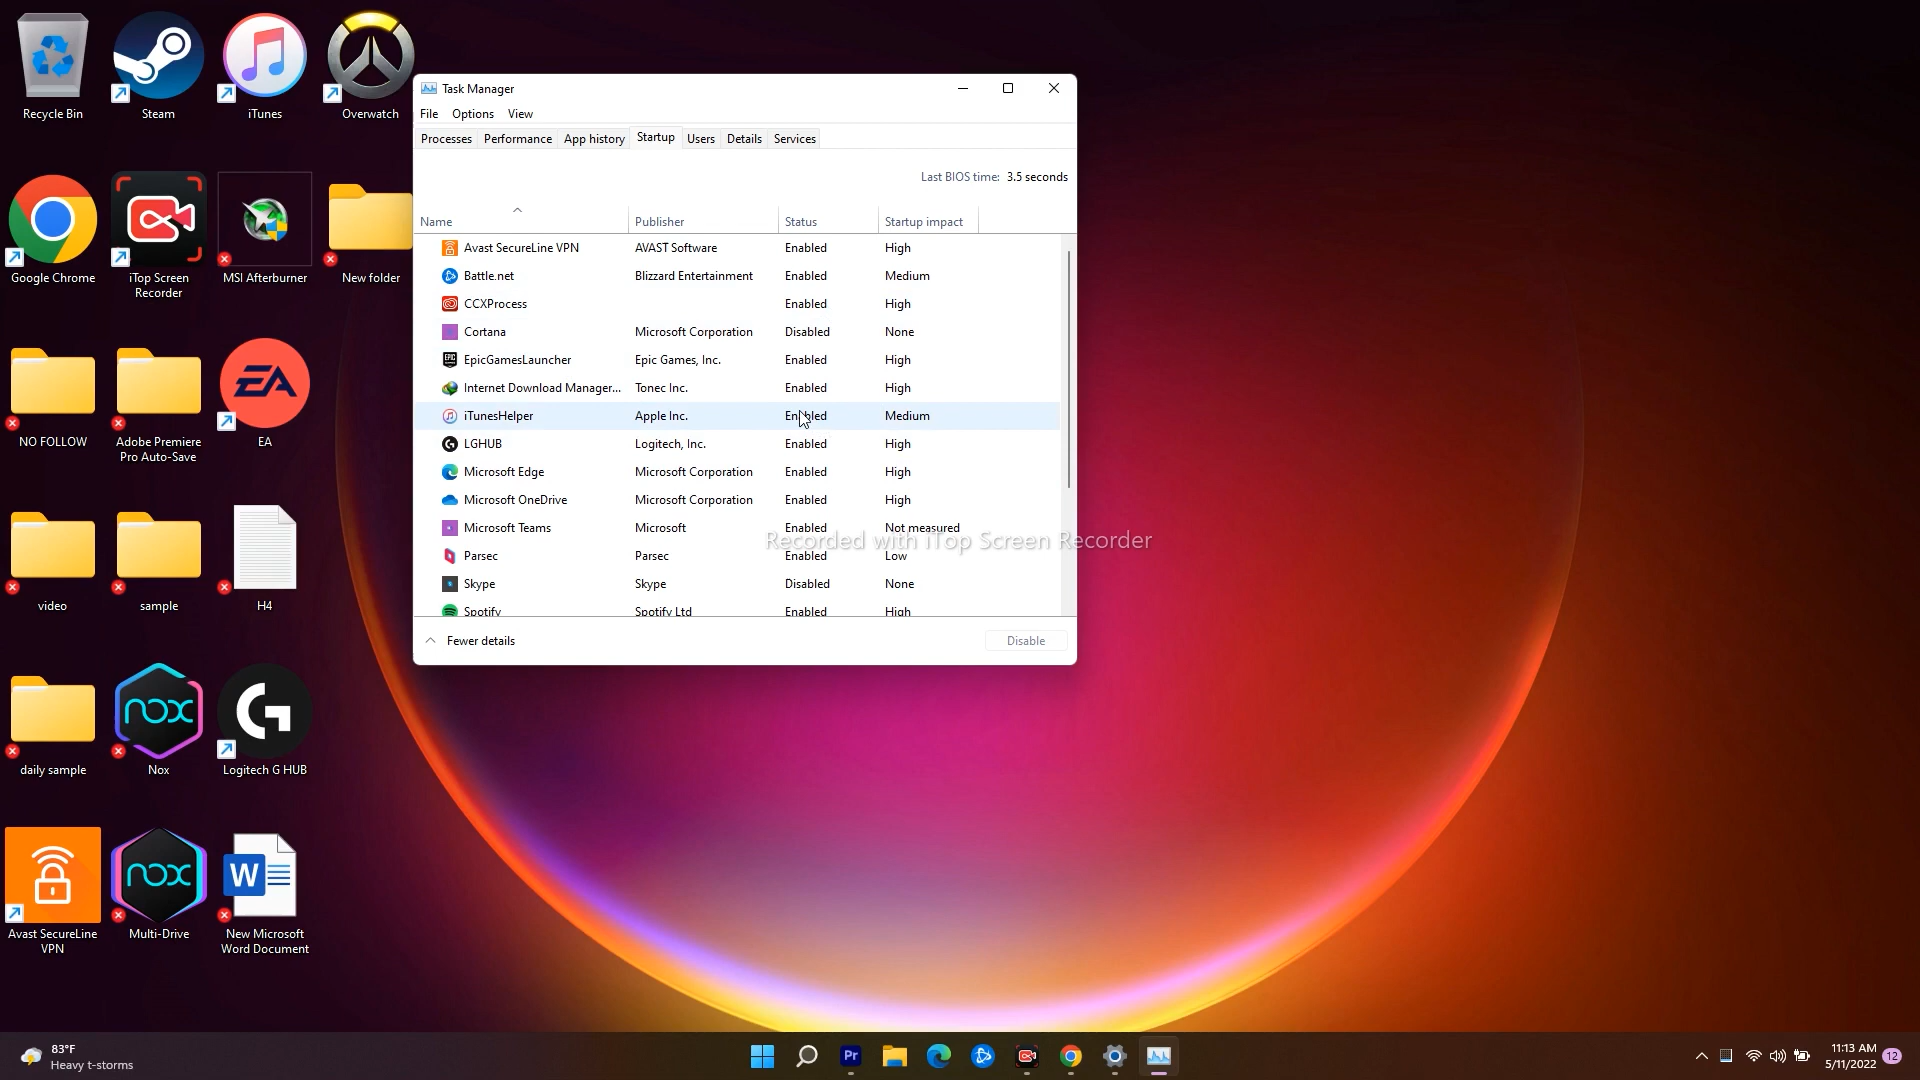 Recycle Bin
Steam
iTunes
Overwatch
Google Chrome
iTop Screen
Recorder
MSI Afterburner
New folder
NO FOLLOW
Adobe Premiere
Pro Auto-Save
EA
EA
video
sample
H4
daily sample
nox
Nox
Logitech G HUB
Avast SecureLine
VPN
nox
Multi-Drive
W
New Microsoft
Word Document
Task Manager
File Options View
Processes Performance App history Startup Users Details Services
Last BIOS time: 3.5 seconds
Name Publisher Status Startup impact
Avast SecureLine VPN AVAST Software Enabled High
Battle.net Blizzard Entertainment Enabled Medium
CCXProcess Enabled High
Cortana Microsoft Corporation Disabled None
EpicGamesLauncher Epic Games, Inc. Enabled High
Internet Download Manager... Tonec Inc. Enabled High
iTunesHelper Apple Inc. Enabled Medium
LGHUB Logitech, Inc. Enabled High
Microsoft Edge Microsoft Corporation Enabled High
Microsoft OneDrive Microsoft Corporation Enabled High
Microsoft Teams Microsoft Enabled Not measured
Recorded with iTop Screen Recorder
Parsec Parsec Enabled Low
Skype Skype Disabled None
Spotify Spotify Ltd Enabled High
Fewer details
Disable
83°F
Heavy t-storms
Pr
11:13 AM
5/11/2022
12